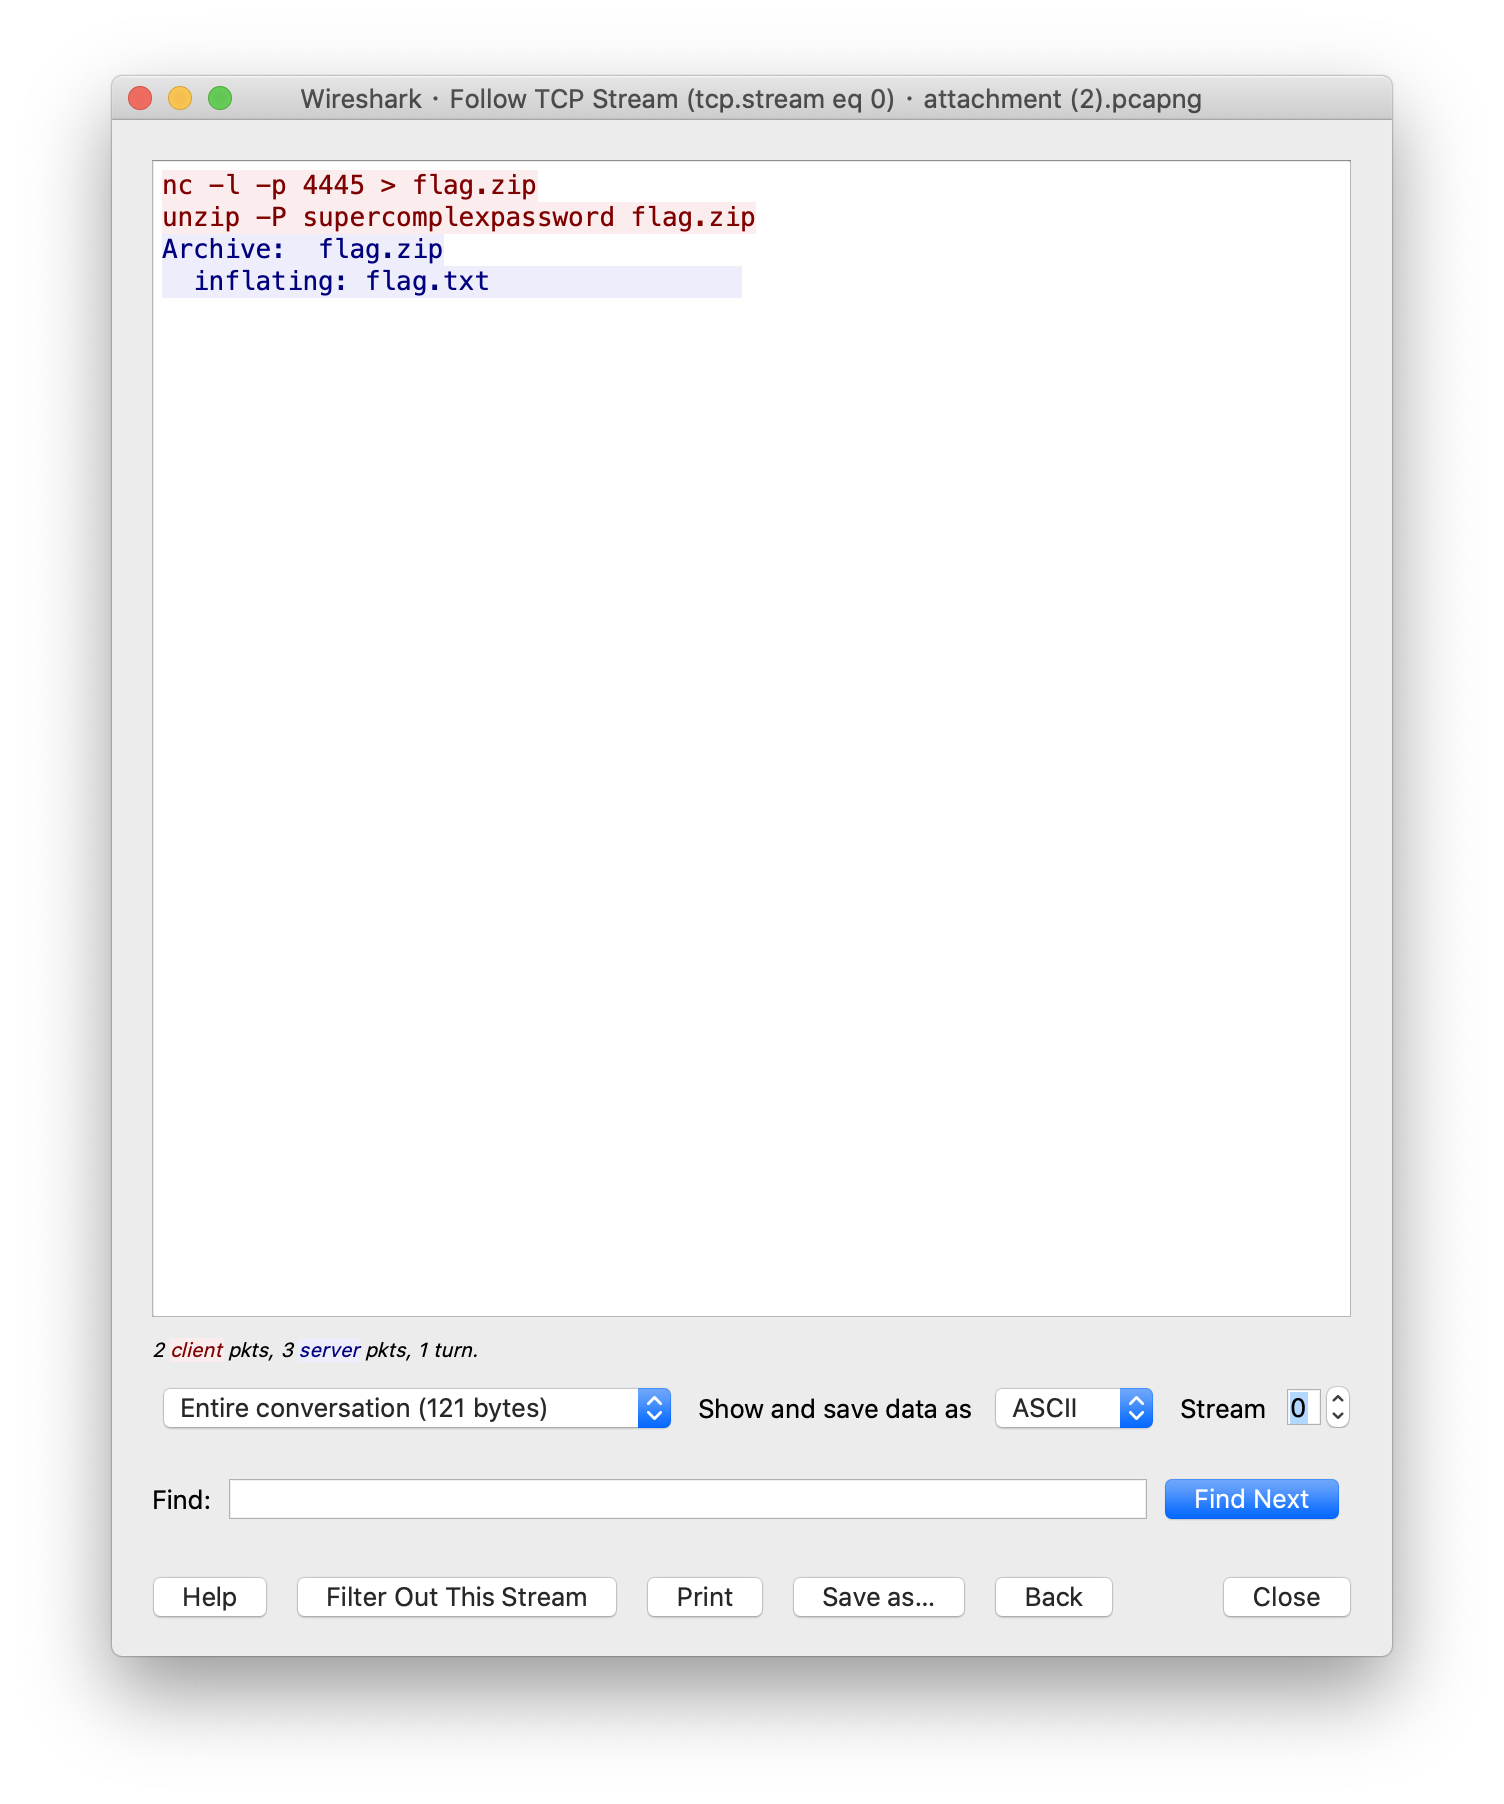 Wireshark · Follow TCP Stream (tcp.stream eq 0) · attachment (2).pcapng
nc -l -p 4445 > flag.zip
unzip -P supercomplexpassword flag.zip
Archive:  flag.zip
  inflating: flag.txt
2 client pkts, 3 server pkts, 1 turn.
Entire conversation (121 bytes) Show and save data as ASCII Stream 0
Find: Find Next
Help Filter Out This Stream Print Save as... Back Close